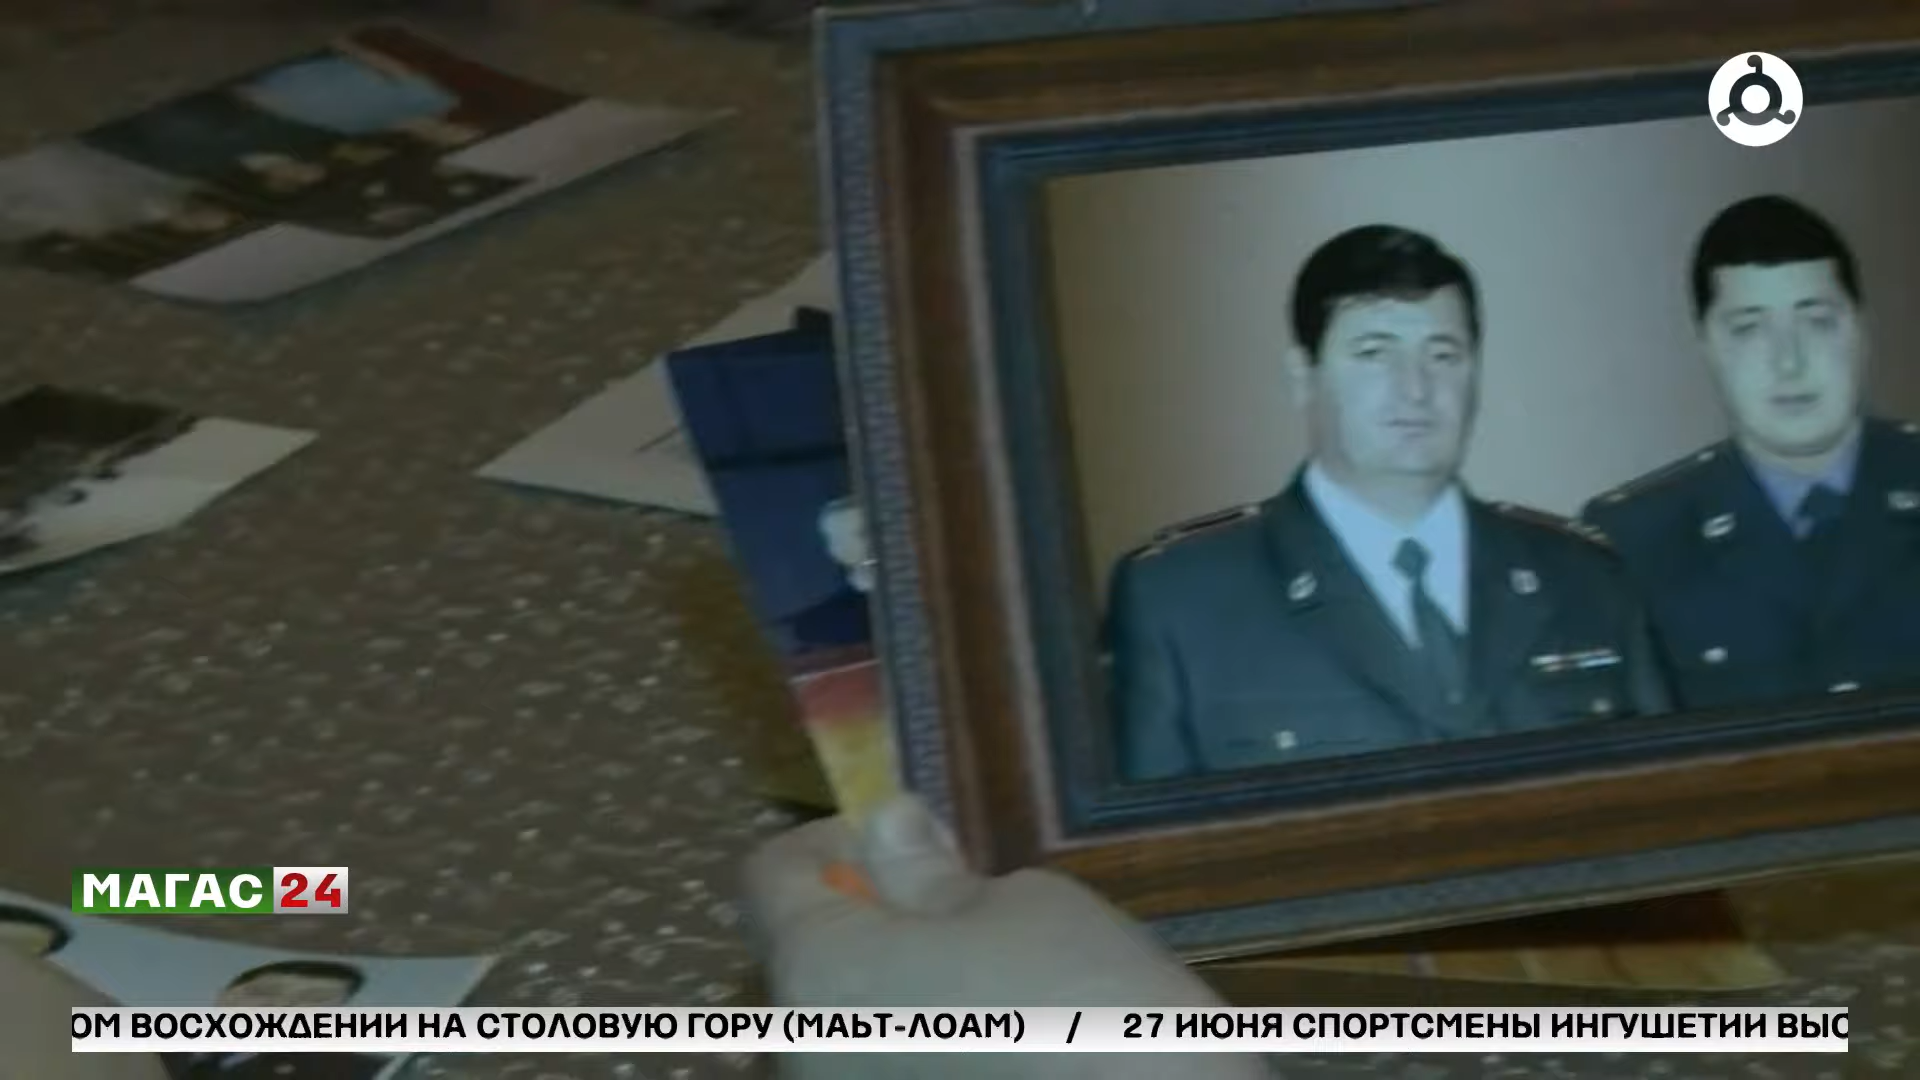 МАГАС 24
ОМ ВОСХОЖДЕНИИ НА СТОЛОВУЮ ГОРУ (МАЬТ-ЛОАМ) / 27 ИЮНЯ СПОРТСМЕНЫ ИНГУШЕТИИ ВЫС